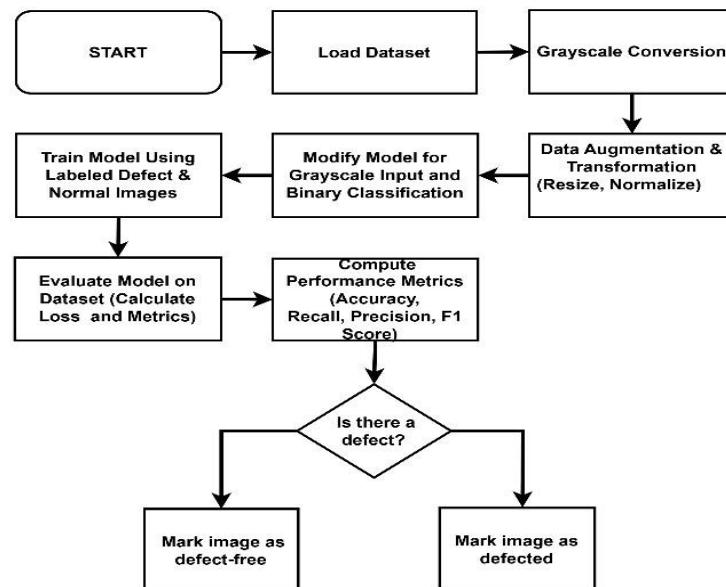 START
Load Dataset
Grayscale Conversion
Train Model Using
Labeled Defect &
Normal Images
Modify Model for
Grayscale Input and
Binary Classification
Data Augmentation &
Transformation
(Resize, Normalize)
Evaluate Model on
Dataset (Calculate
Loss and Metrics)
Compute
Performance Metrics
(Accuracy,
Recall, Precision, F1
Score)
Is there a
defect?
Mark image as
defect-free
Mark image as
defected